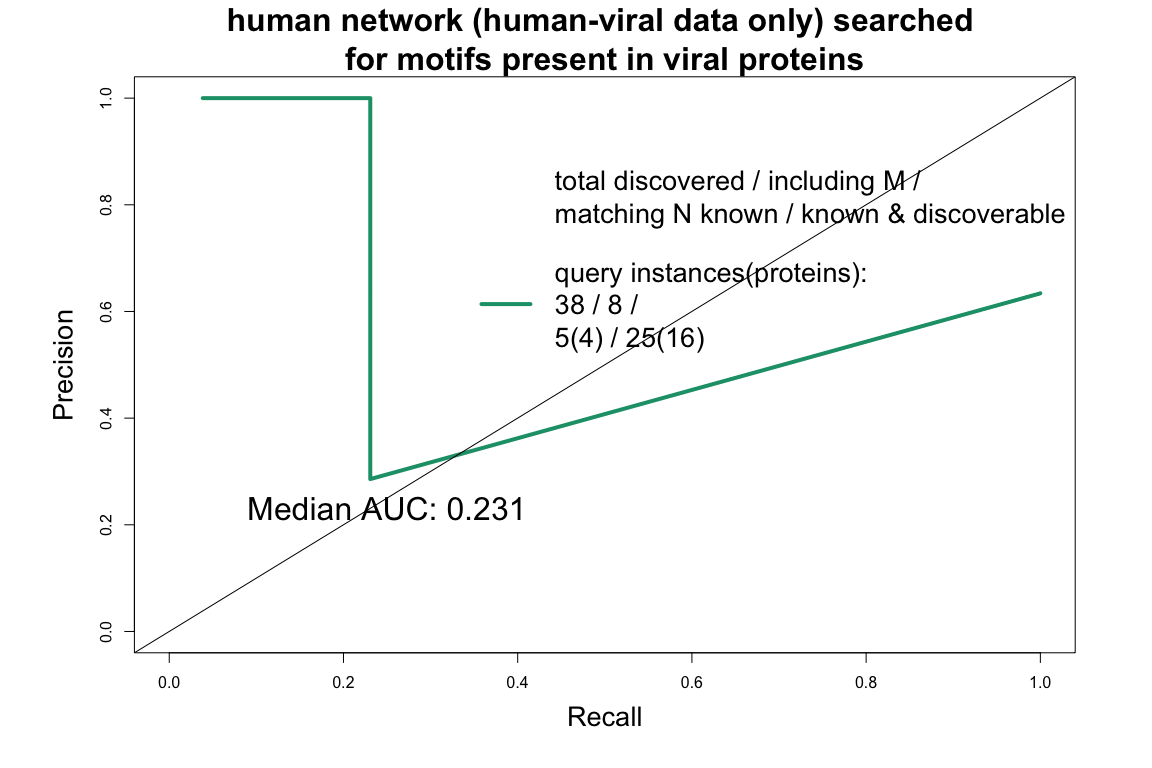 human network (human-viral data only) searched
for motifs present in viral proteins
1.0
0.8
0.6
0.4
0.2
0.0
Precision
total discovered / including M /
matching N known / known & discoverable
query instances(proteins):
38 / 8 /
5(4) / 25(16)
Median AUC: 0.231
0.0
0.2
0.4
0.6
0.8
1.0
Recall